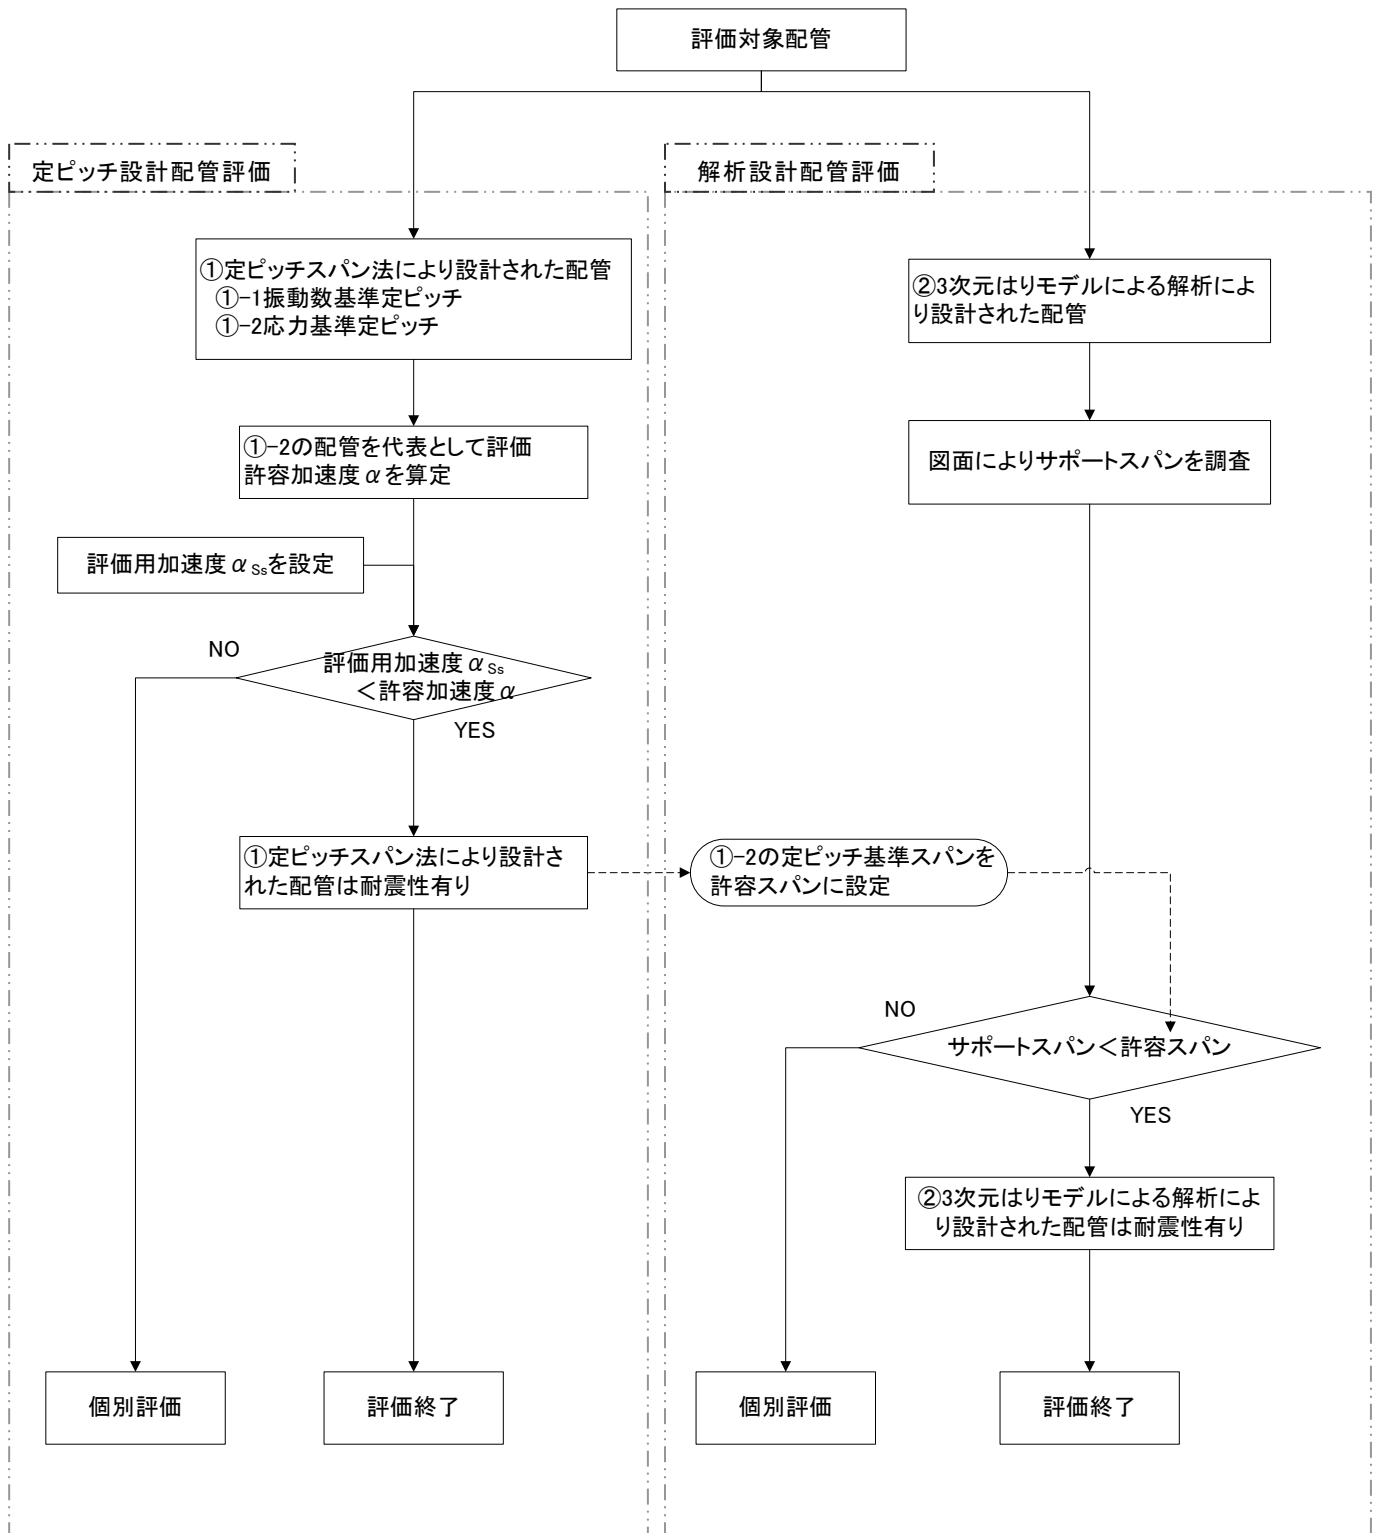 評価対象配管
定ピッチ設計配管評価
①定ピッチスパン法により設計された配管
①-1振動数基準定ピッチ
①-2応力基準定ピッチ
①-2の配管を代表として評価
許容加速度αを算定
評価用加速度αSsを設定
NO
評価用加速度αSs
＜許容加速度α
YES
①定ピッチスパン法により設計さ
れた配管は耐震性有り
個別評価
評価終了
解析設計配管評価
②3次元はりモデルによる解析によ
り設計された配管
図面によりサポートスパンを調査
①-2の定ピッチ基準スパンを
許容スパンに設定
NO
サポートスパン＜許容スパン
YES
②3次元はりモデルによる解析によ
り設計された配管は耐震性有り
個別評価
評価終了